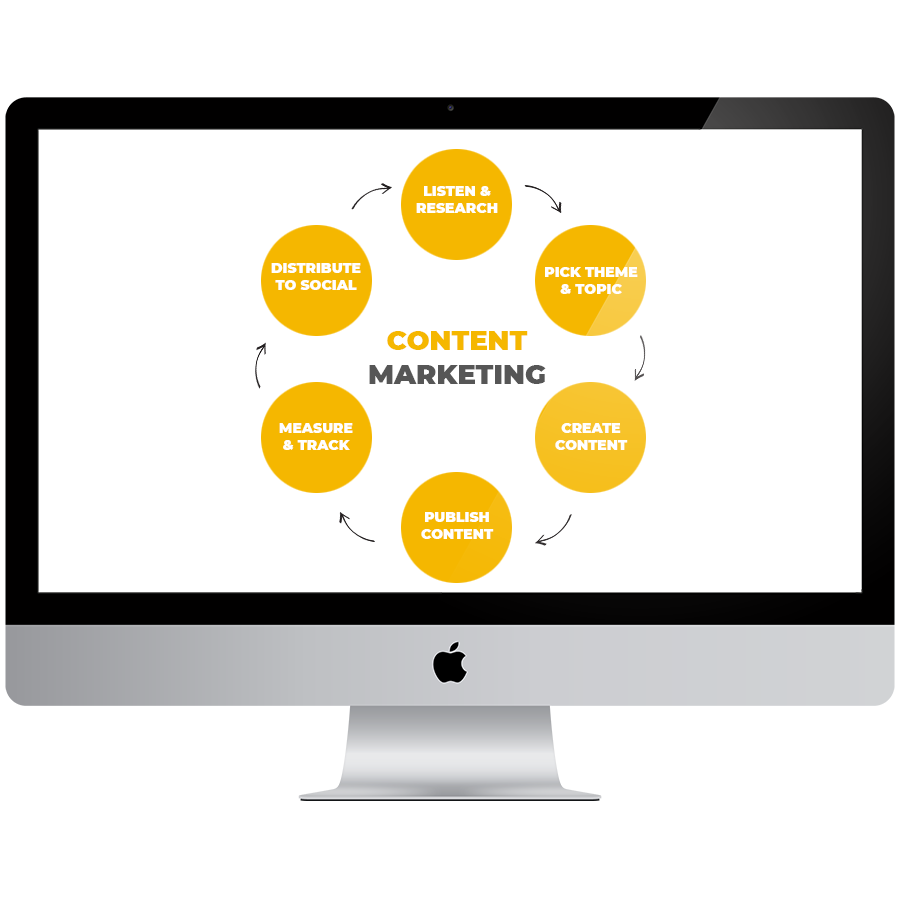 LISTEN &
RESEARCH
PICK THEME
& TOPIC
CREATE
CONTENT
PUBLISH
CONTENT
MEASURE
& TRACK
DISTRIBUTE
TO SOCIAL
CONTENT
MARKETING